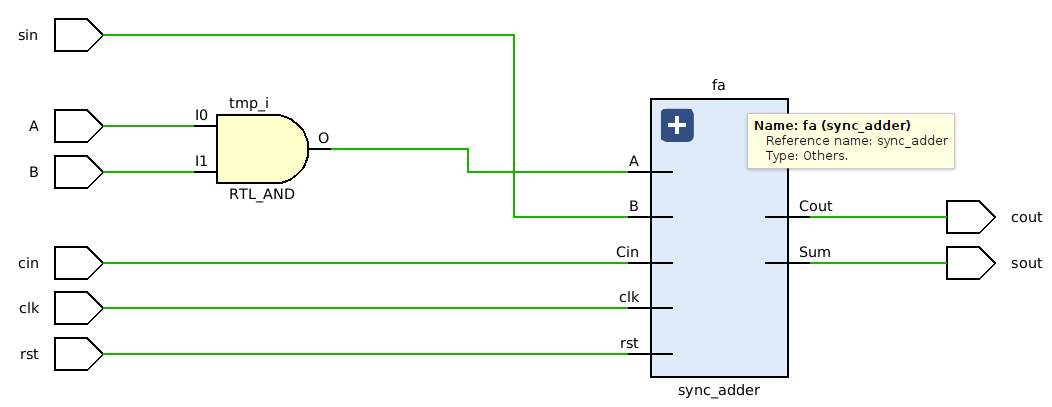 sin
fa
tmp_i
I0
A
O
I1
B
RTL_AND
Name: fa (sync_adder)
Reference name: sync_adder
Type: Others.
A
B
Cout
cout
cin
Cin
Sum
sout
clk
clk
rst
rst
sync_adder